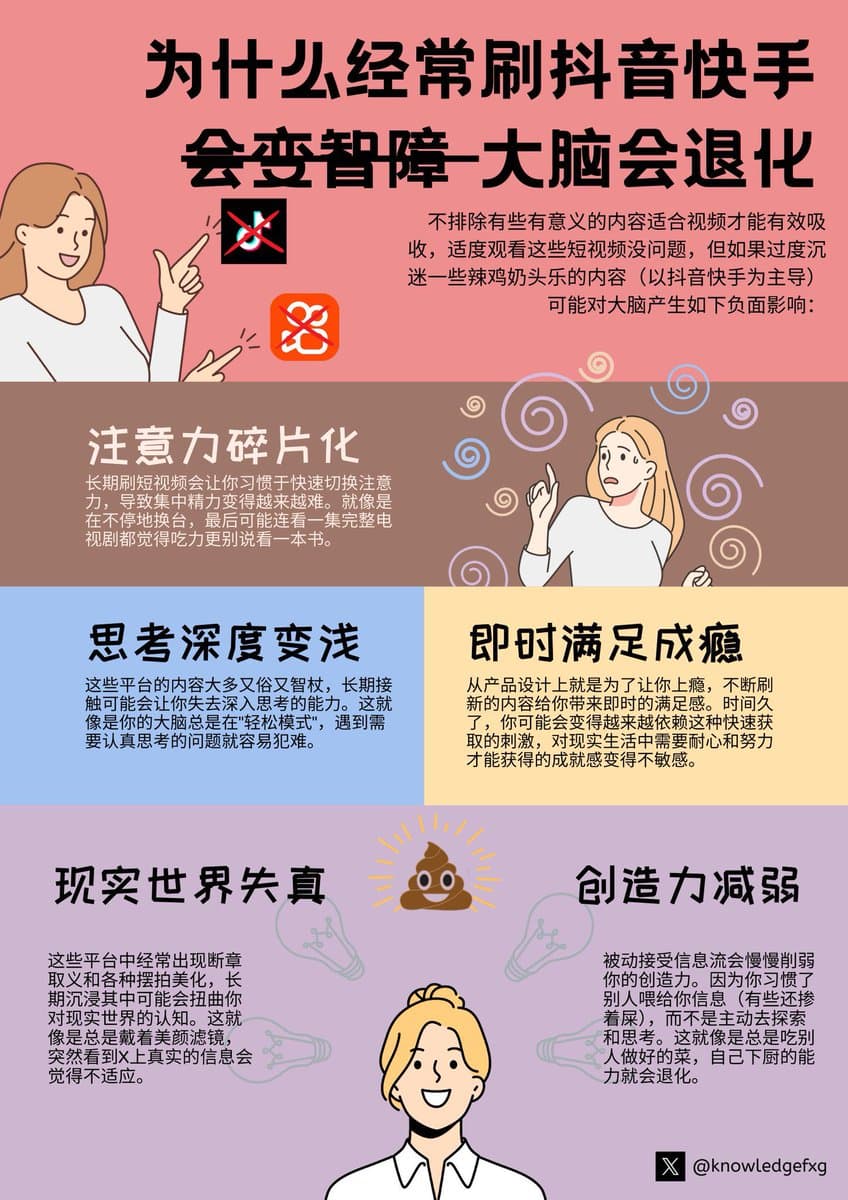 为什么经常刷抖音快手
会变智障 大脑会退化
不排除有些有意义的内容适合视频才能有效吸
收，适度观看这些短视频没问题，但如果过度沉
迷一些辣鸡奶头乐的内容（以抖音快手为主导）
可能对大脑产生如下负面影响：
注意力碎片化
长期刷短视频会让你习惯于快速切换注意
力，导致集中精力变得越来越难。就像是
在不停地换台，最后可能连看一集完整电
视剧都觉得吃力更别说看一本书。
思考深度变浅
这些平台的内容大多又俗又智杖，长期接
触可能会让你失去深入思考的能力。这就
像是你的大脑总是在"轻松模式"，遇到需
要认真思考的问题就容易犯难。
即时满足成瘾
从产品设计上就是为了让你上瘾，不断刷
新的内容给你带来即时的满足感。时间久
了，你可能会变得越来越依赖这种快速获
取的刺激，对现实生活中需要耐心和努力
才能获得的成就感变得不敏感。
现实世界失真
这些平台中经常出现断章
取义和各种摆拍美化，长
期沉浸其中可能会扭曲你
对现实世界的认知。这就
像是总是戴着美颜滤镜，
突然看到X上真实的信息会
觉得不适应。
创造力减弱
被动接受信息流会慢慢削弱
你的创造力。因为你习惯了
别人喂给你信息（有些还掺
着屎），而不是主动去探索
和思考。这就像是总是吃别
人做好的菜，自己下厨的能
力就会退化。
@knowledgefxg